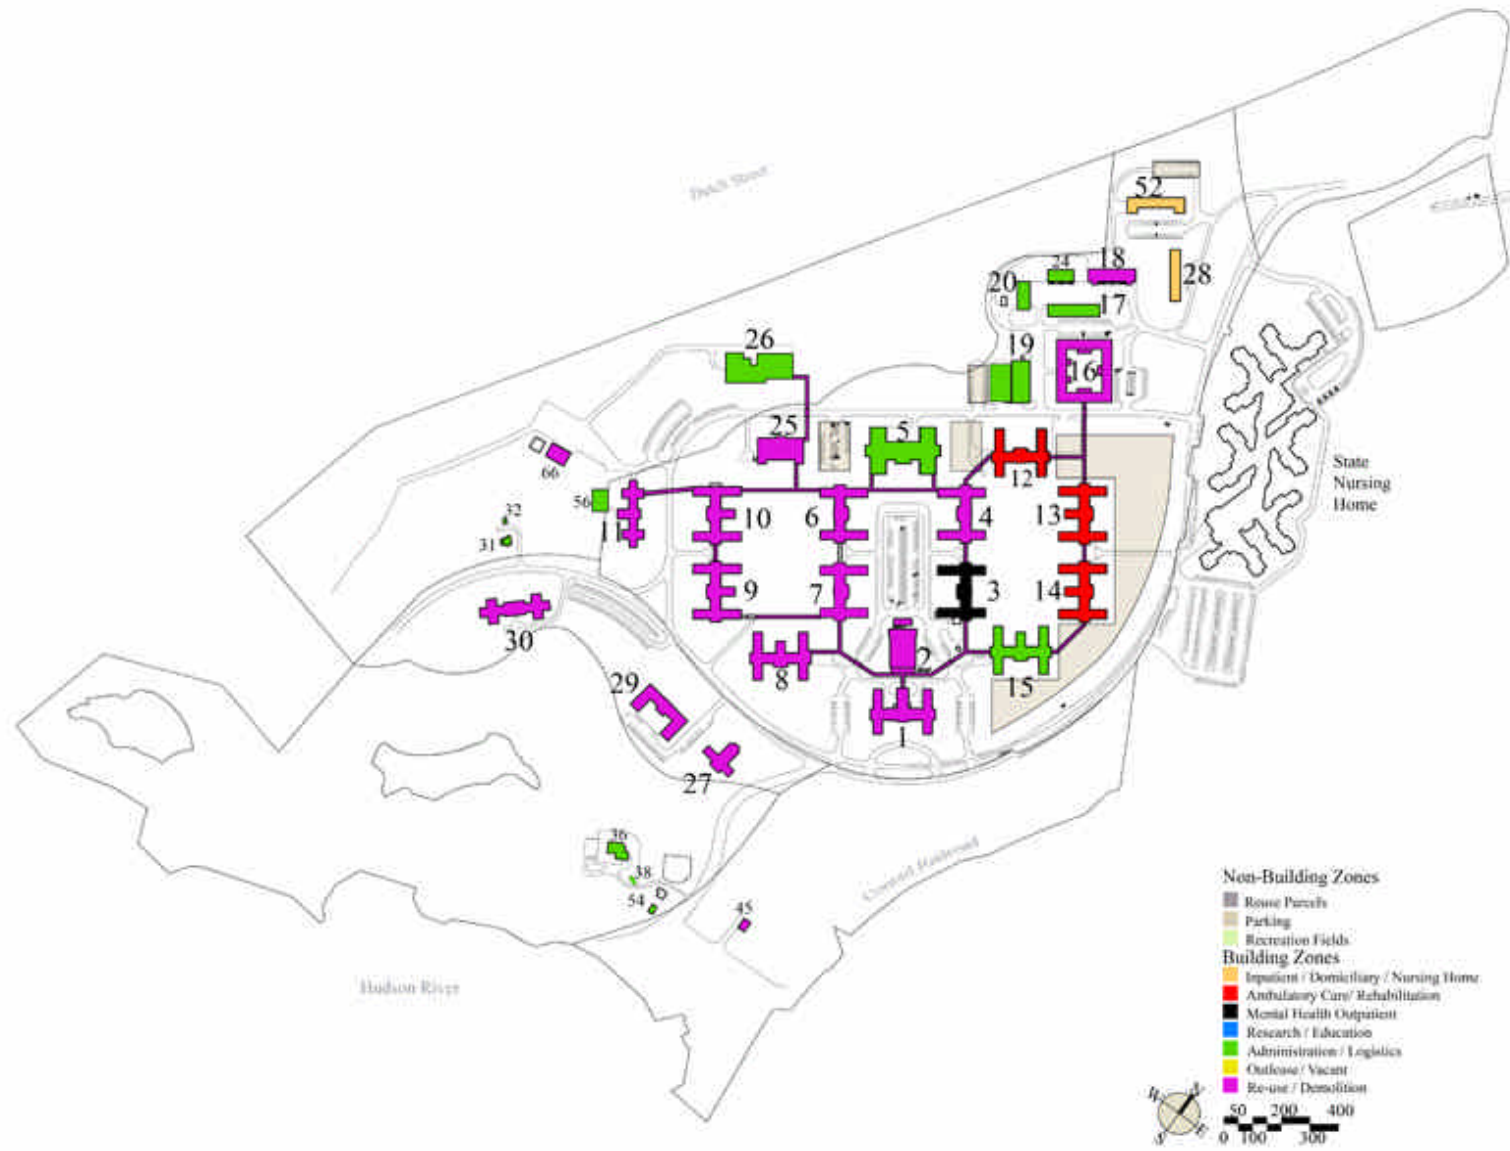 Dutch Street
52
18
24
28
20
17
26
19
16
25
5
State
Nursing
Home
12
66
56
32
11
10
6
4
13
31
9
7
3
14
30
8
2
15
29
1
27
36
38
54
45
Conrail Railroad
Hudson River
Non-Building Zones
Reuse Parcels
Parking
Recreation Fields
Building Zones
Inpatient / Domiciliary / Nursing Home
Ambulatory Care/ Rehabilitation
Mental Health Outpatient
Research / Education
Administration / Logistics
Outlease / Vacant
Re-use / Demolition
W
S
E
50 200 400
0 100 300